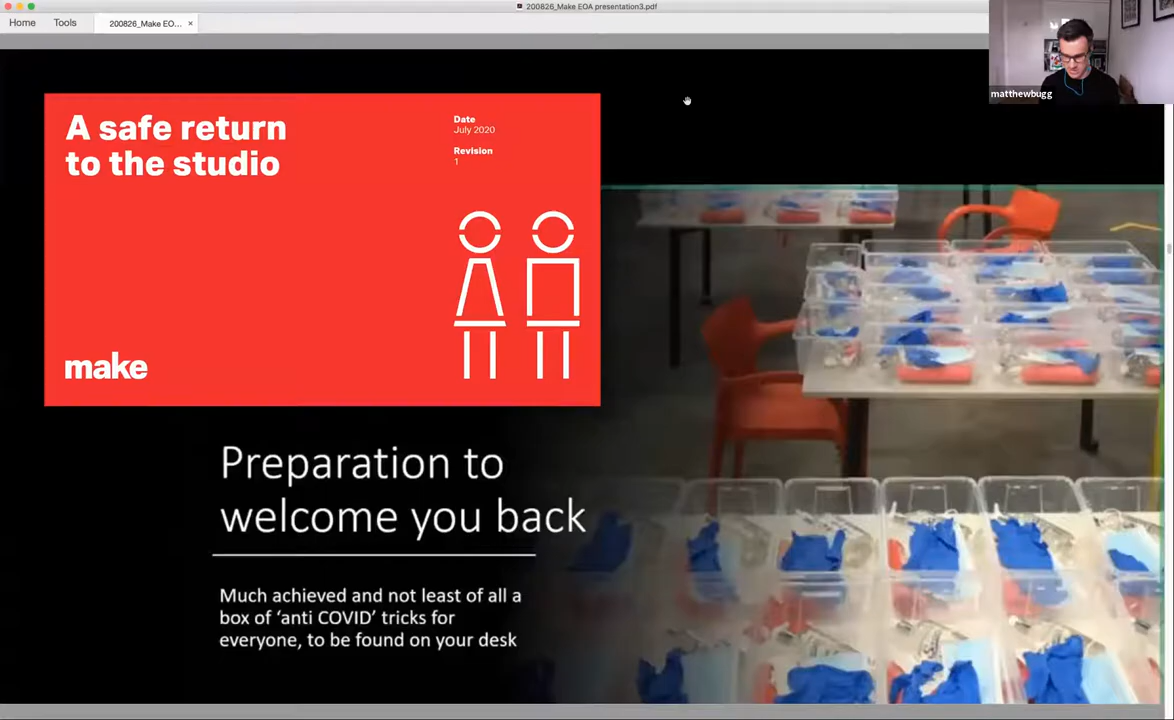 200826_Make EOA presentation3.pdf
Home
Tools
200826_Make EO... ×
matthewbugg
A safe return
to the studio
Date
July 2020
Revision
1
make
Preparation to
welcome you back
Much achieved and not least of all a
box of ‘anti COVID’ tricks for
everyone, to be found on your desk